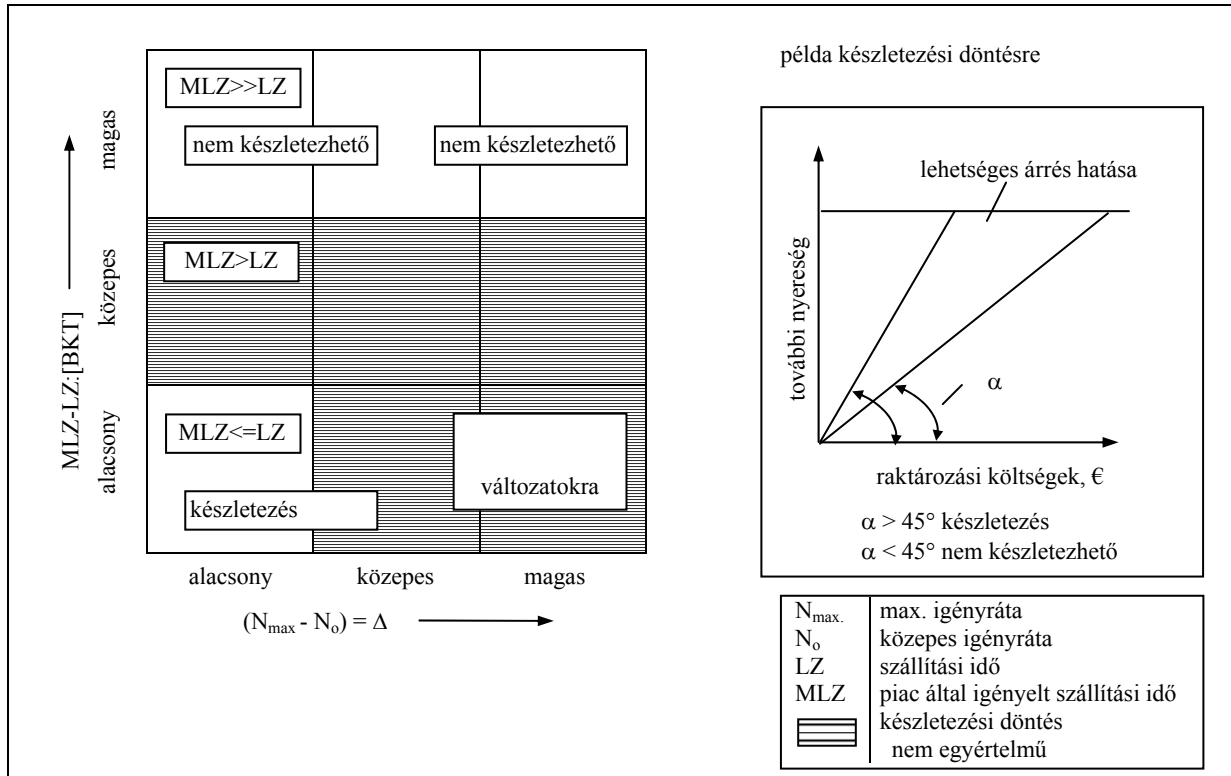 példa készletezési döntésre
MLZ-LZ:[BKT]
magas
közepes
alacsony
MLZ>>LZ
nem készletezhető
nem készletezhető
MLZ>LZ
MLZ<=LZ
készletezés
változatokra
alacsony
közepes
magas
(Nmax - No) = Δ
lehetséges árrés hatása
további nyereség
α
raktározási költségek, €
α > 45° készletezés
α < 45° nem készletezhető
Nmax. max. igényráta
No közepes igényráta
LZ szállítási idő
MLZ piac által igényelt szállítási idő
készletezési döntés
nem egyértelmű